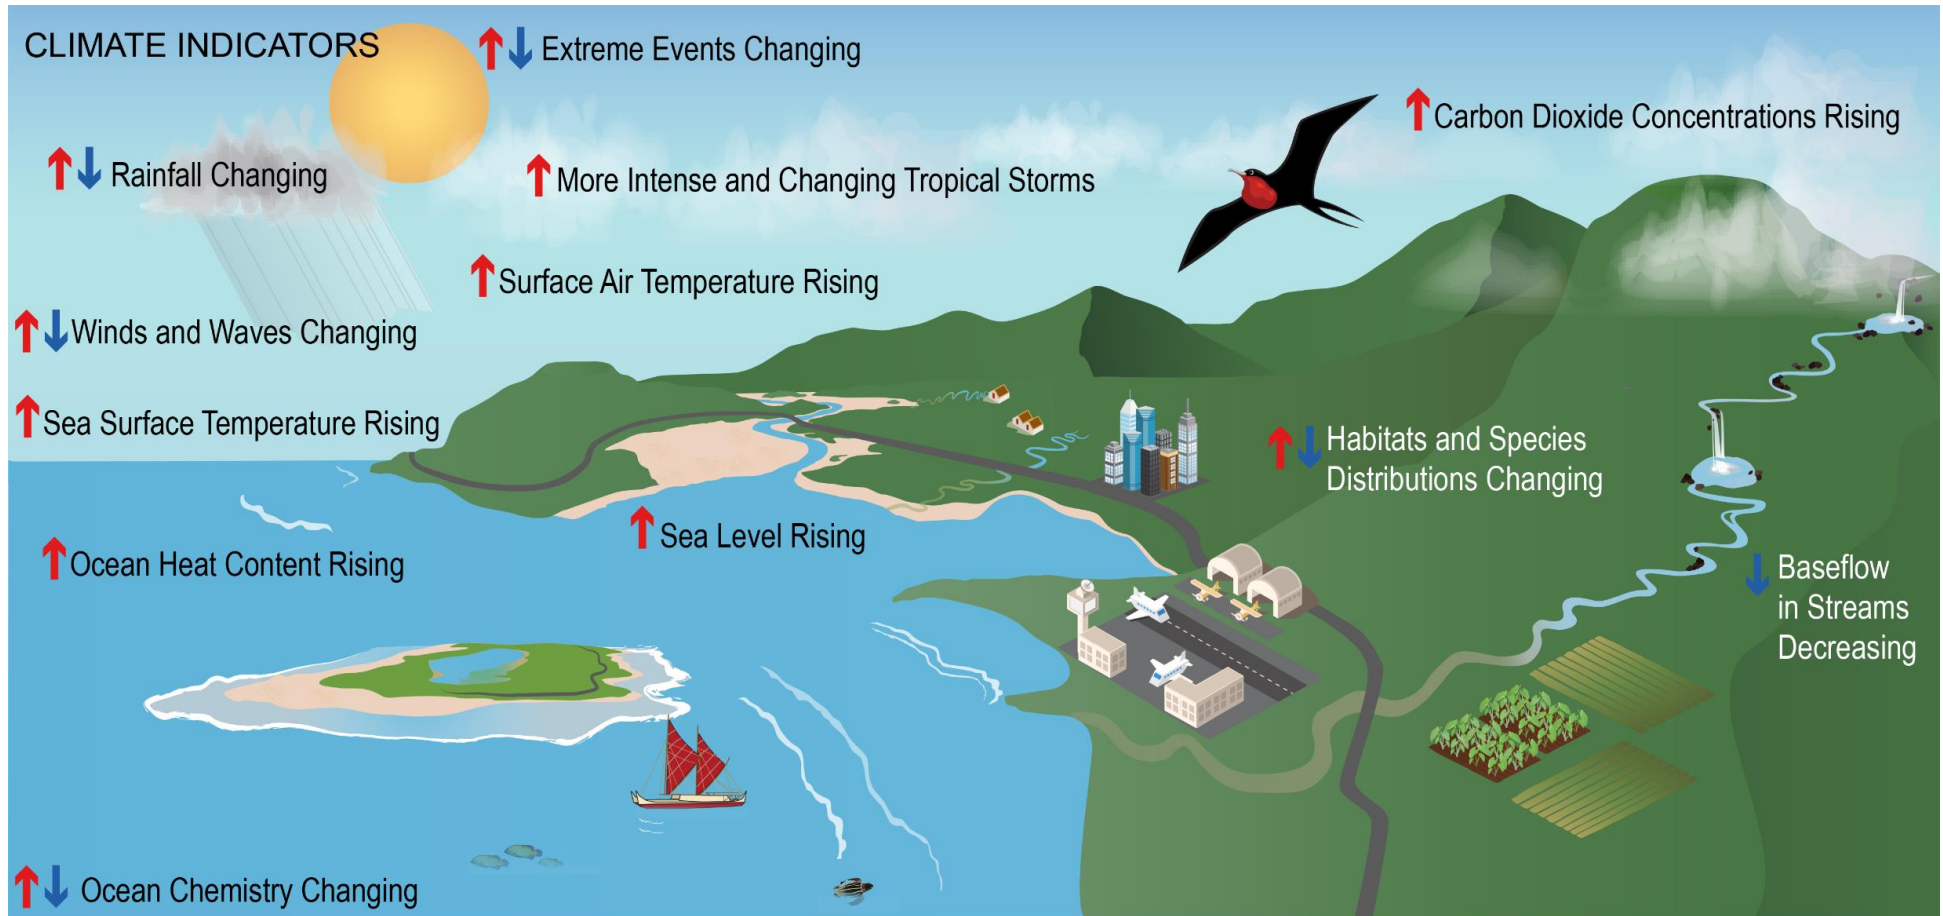 CLIMATE INDICATORS
Extreme Events Changing
Carbon Dioxide Concentrations Rising
Rainfall Changing
More Intense and Changing Tropical Storms
Surface Air Temperature Rising
Winds and Waves Changing
Sea Surface Temperature Rising
Habitats and Species
Distributions Changing
Sea Level Rising
Ocean Heat Content Rising
Baseflow
in Streams
Decreasing
Ocean Chemistry Changing